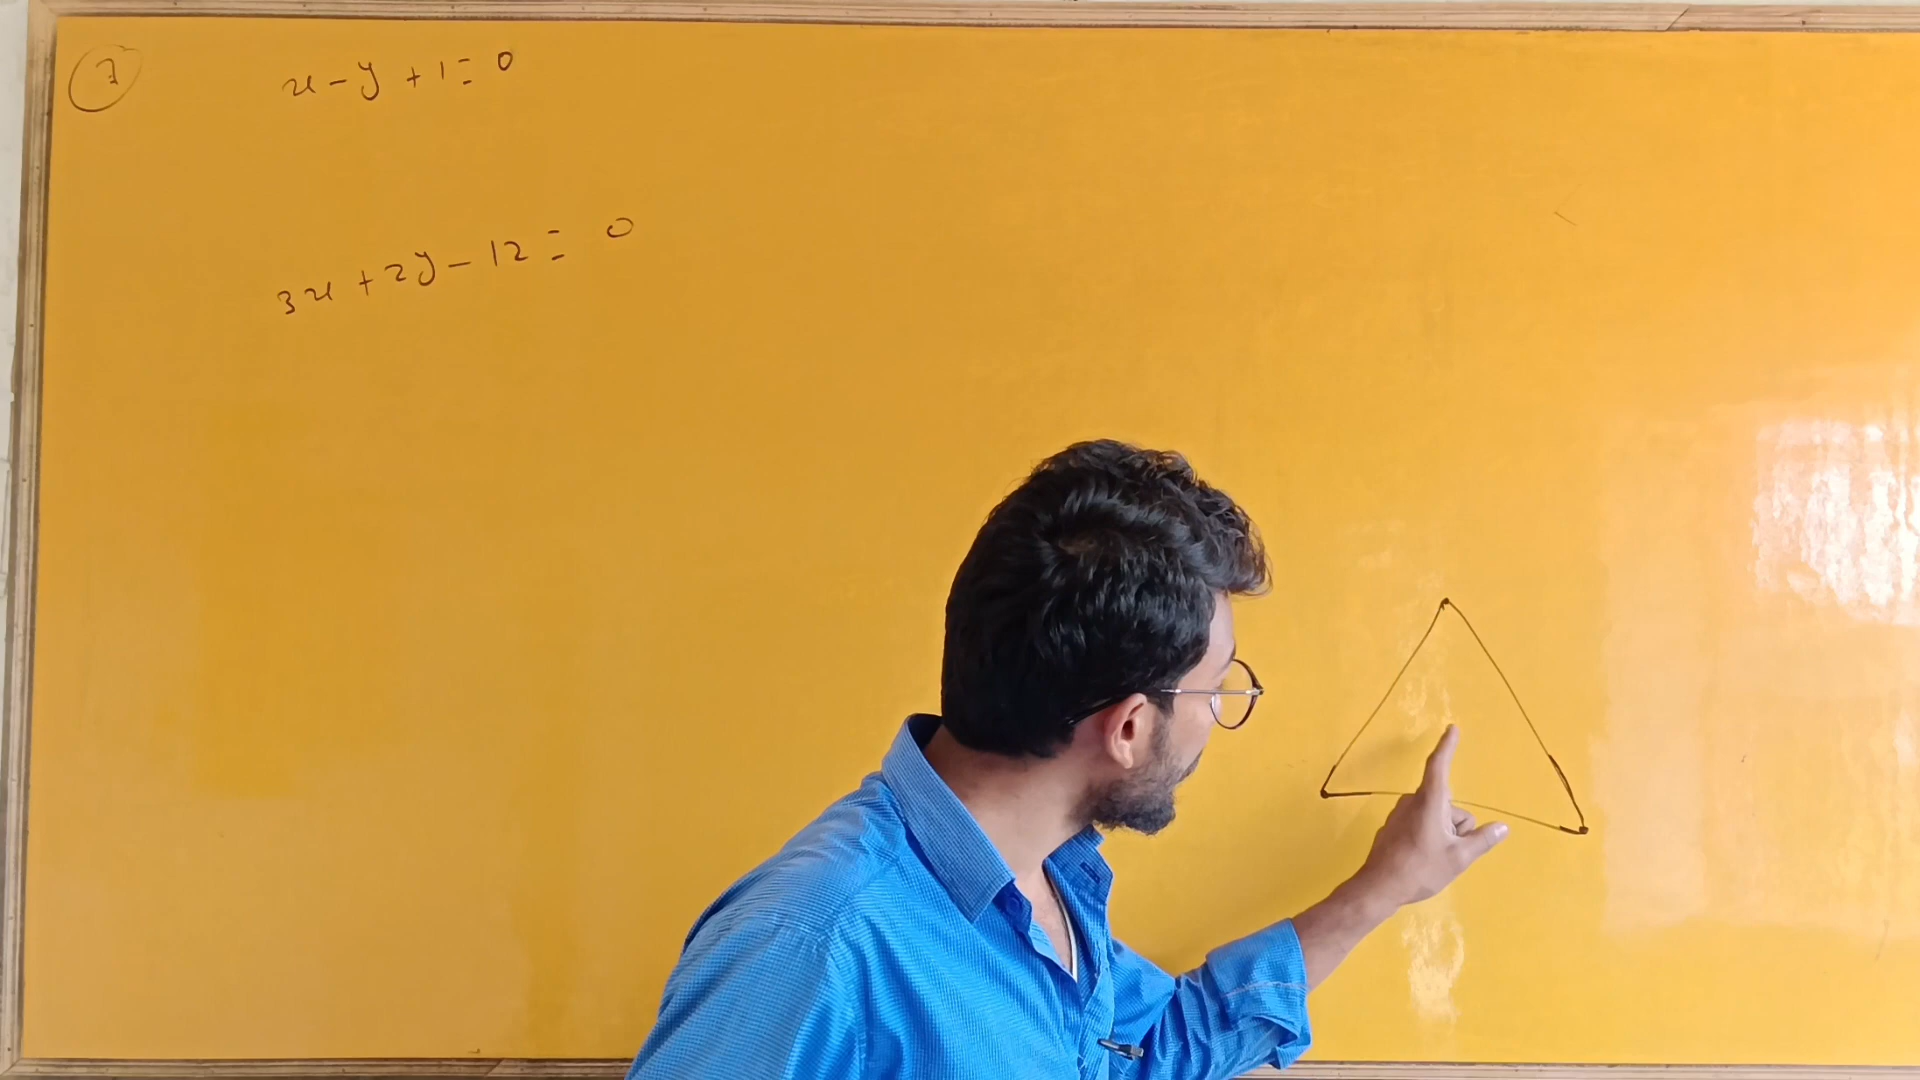 7
x - y + 1 = 0
3x + 2y - 12 = 0